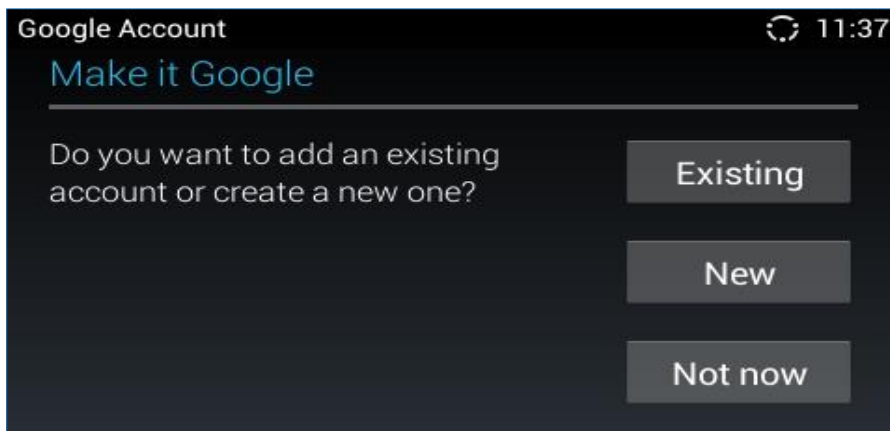 Google Account 11:37
Make it Google
Do you want to add an existing
account or create a new one?
Existing
New
Not now